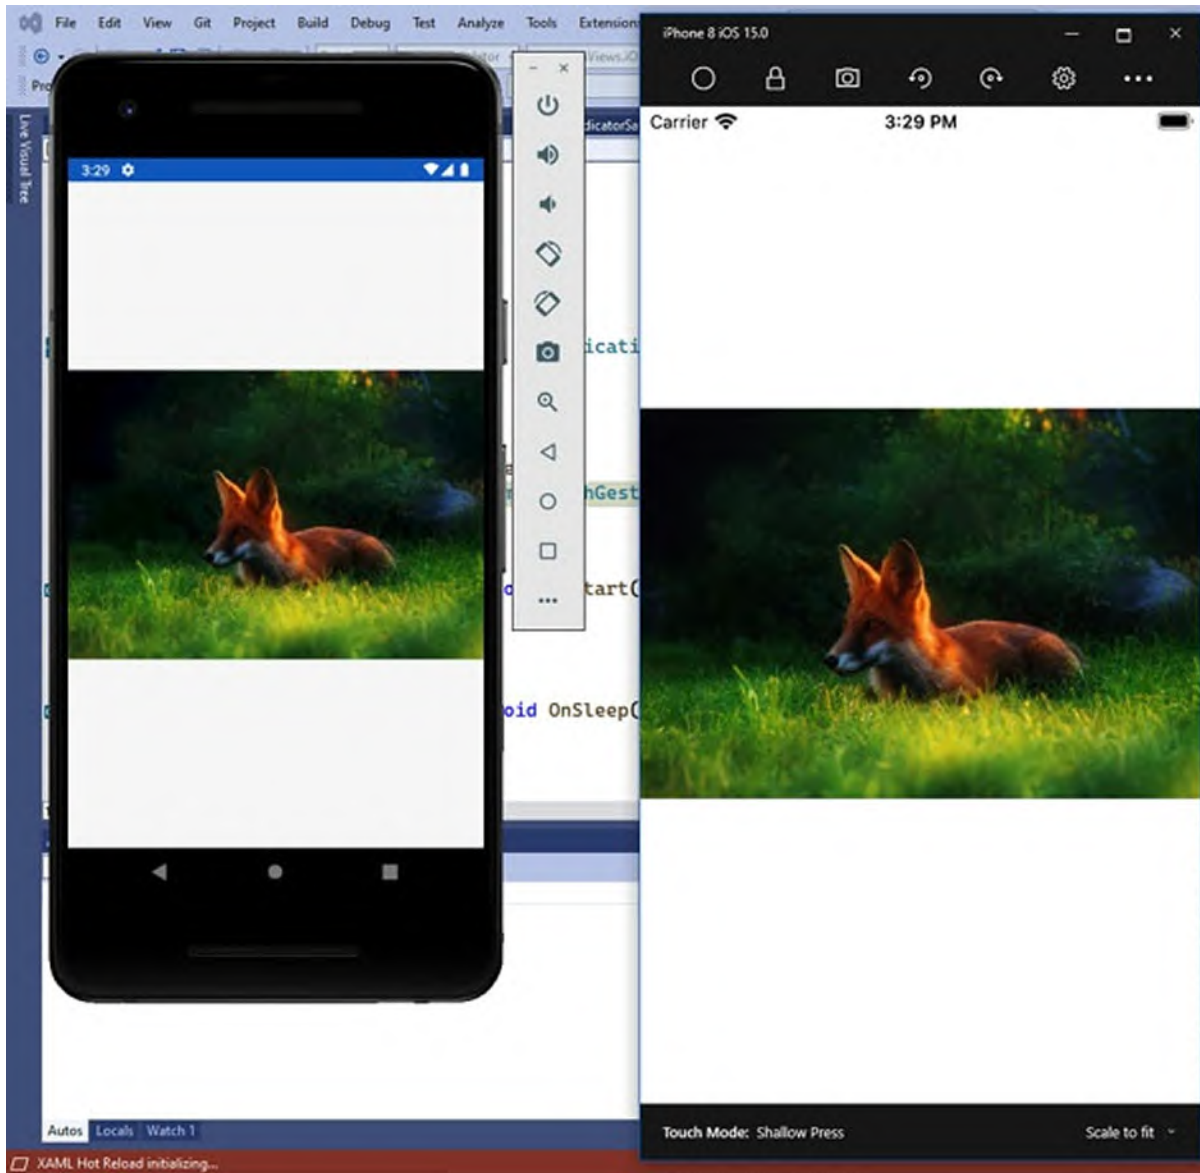 File Edit View Git Project Build Debug Test Analyze Tools Extensions
Pro
Live Visual Tree
3:29
iPhone 8 iOS 15.0
Carrier 3:29 PM
dicatorSa
icati
hGest
tart(
oid OnSleep(
Autos Locals Watch 1
XAML Hot Reload initializing...
Touch Mode: Shallow Press Scale to fit